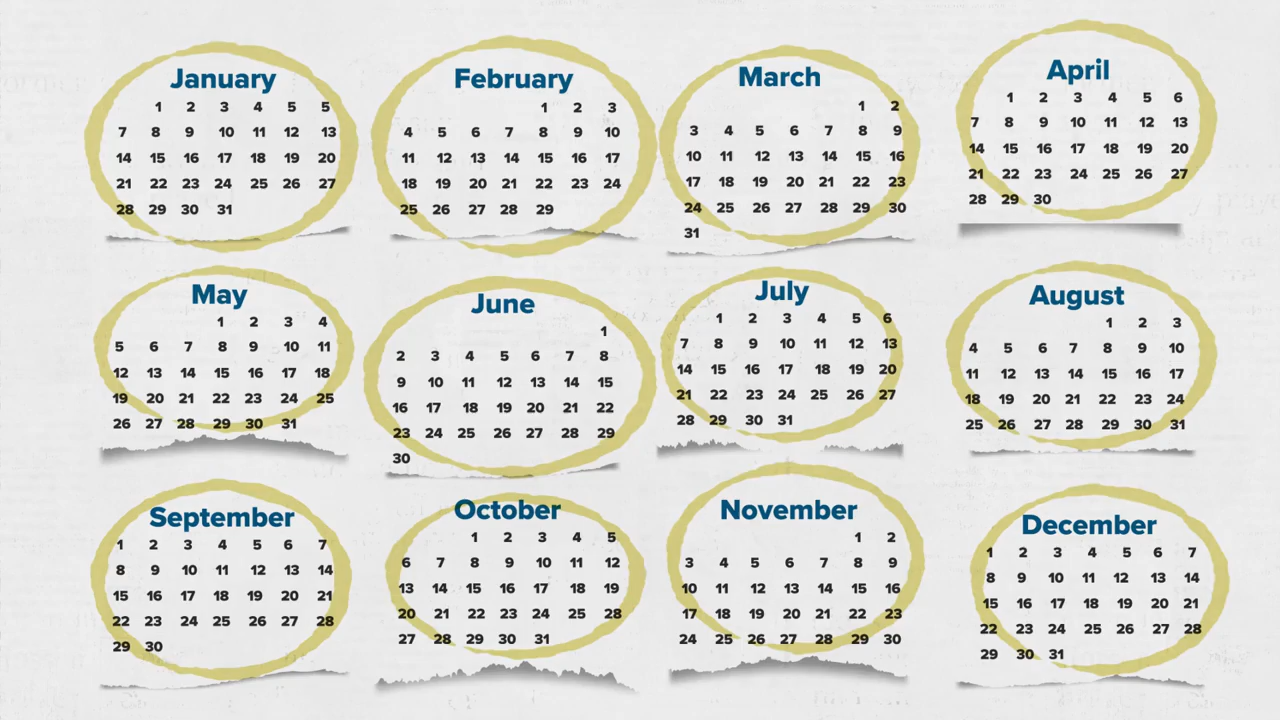 January
1 2 3 4 5 5
7 8 9 10 11 12 13
14 15 16 17 18 19 20
21 22 23 24 25 26 27
28 29 30 31
February
1 2 3
4 5 6 7 8 9 10
11 12 13 14 15 16 17
18 19 20 21 22 23 24
25 26 27 28 29
March
1 2
3 4 5 6 7 8 9
10 11 12 13 14 15 16
17 18 19 20 21 22 23
24 25 26 27 28 29 30
31
April
1 2 3 4 5 6
7 8 9 10 11 12 13
14 15 16 17 18 19 20
21 22 23 24 25 26 27
28 29 30
May
1 2 3 4
5 6 7 8 9 10 11
12 13 14 15 16 17 18
19 20 21 22 23 24 25
26 27 28 29 30 31
June
1
2 3 4 5 6 7 8
9 10 11 12 13 14 15
16 17 18 19 20 21 22
23 24 25 26 27 28 29
30
July
1 2 3 4 5 6
7 8 9 10 11 12 13
14 15 16 17 18 19 20
21 22 23 24 25 26 27
28 29 30 31
August
1 2 3
4 5 6 7 8 9 10
11 12 13 14 15 16 17
18 19 20 21 22 23 24
25 26 27 28 29 30 31
September
1 2 3 4 5 6 7
8 9 10 11 12 13 14
15 16 17 18 19 20 21
22 23 24 25 26 27 28
29 30
October
1 2 3 4 5
6 7 8 9 10 11 12
13 14 15 16 17 18 19
20 21 22 23 24 25 28
27 28 29 30 31
November
1 2
3 4 5 6 7 8 9
10 11 12 13 14 15 16
17 18 19 20 21 22 23
24 25 26 27 28 29 30
December
1 2 3 4 5 6 7
8 9 10 11 12 13 14
15 16 17 18 19 20 21
22 23 24 25 26 27 28
29 30 31